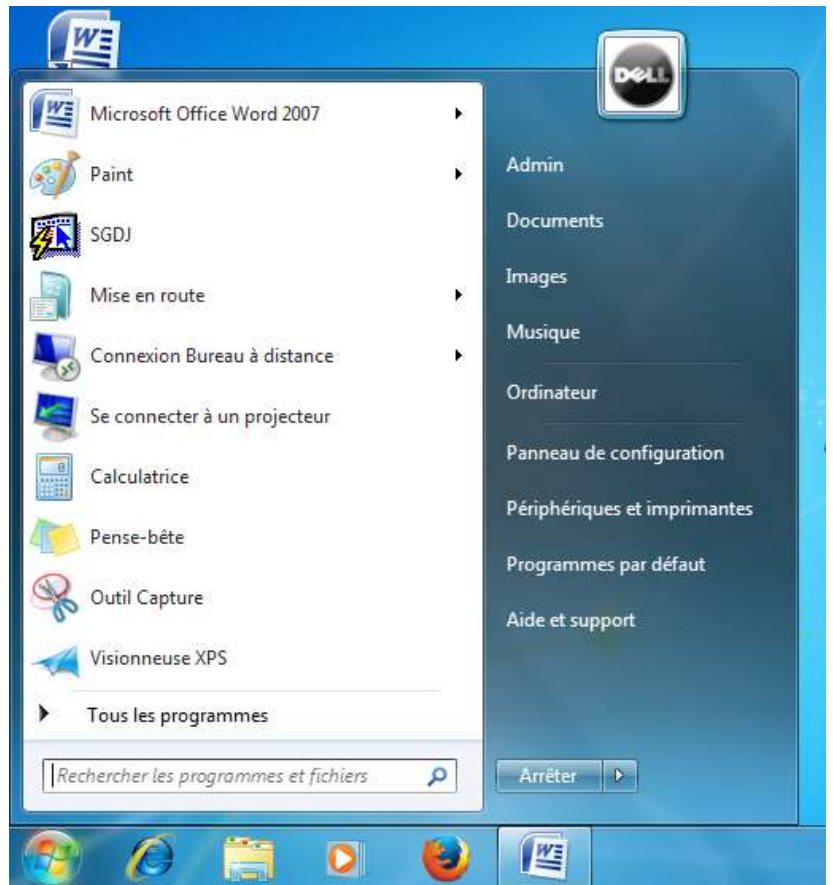 DELL
Microsoft Office Word 2007
Paint
SGDJ
Mise en route
Connexion Bureau à distance
Se connecter à un projecteur
Calculatrice
Pense-bête
Outil Capture
Visionneuse XPS
Tous les programmes
Rechercher les programmes et fichiers
Admin
Documents
Images
Musique
Ordinateur
Panneau de configuration
Périphériques et imprimantes
Programmes par défaut
Aide et support
Arrêter